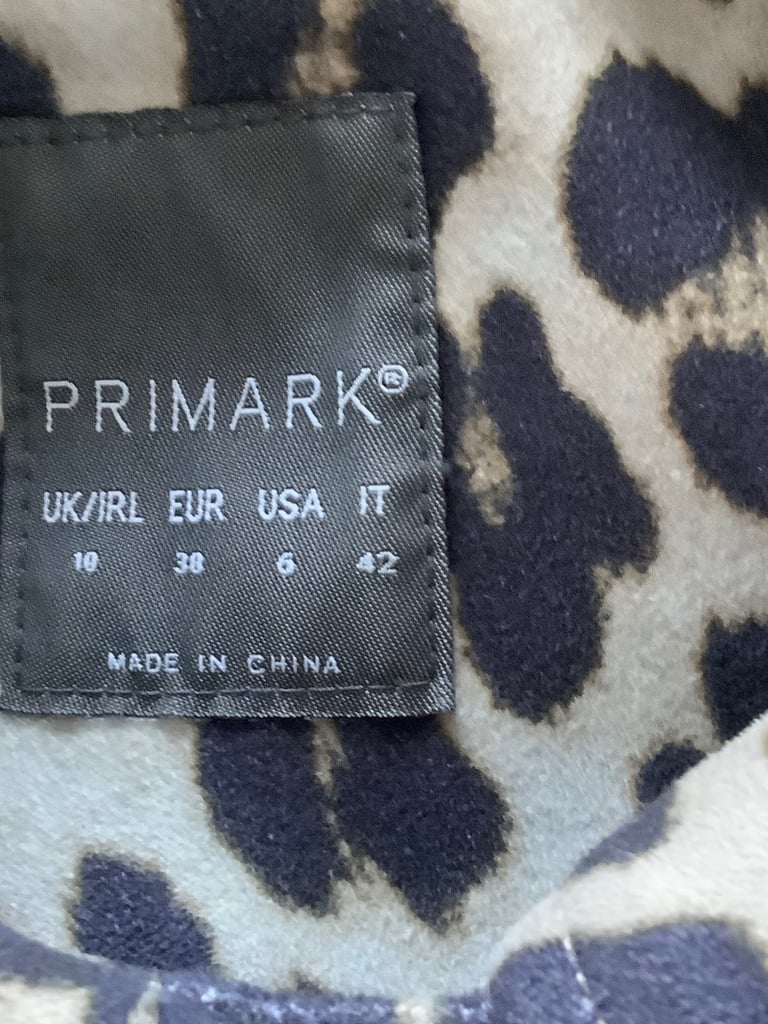 PRIMARK®
UK/IRL EUR USA IT
10 38 6 42
MADE IN CHINA